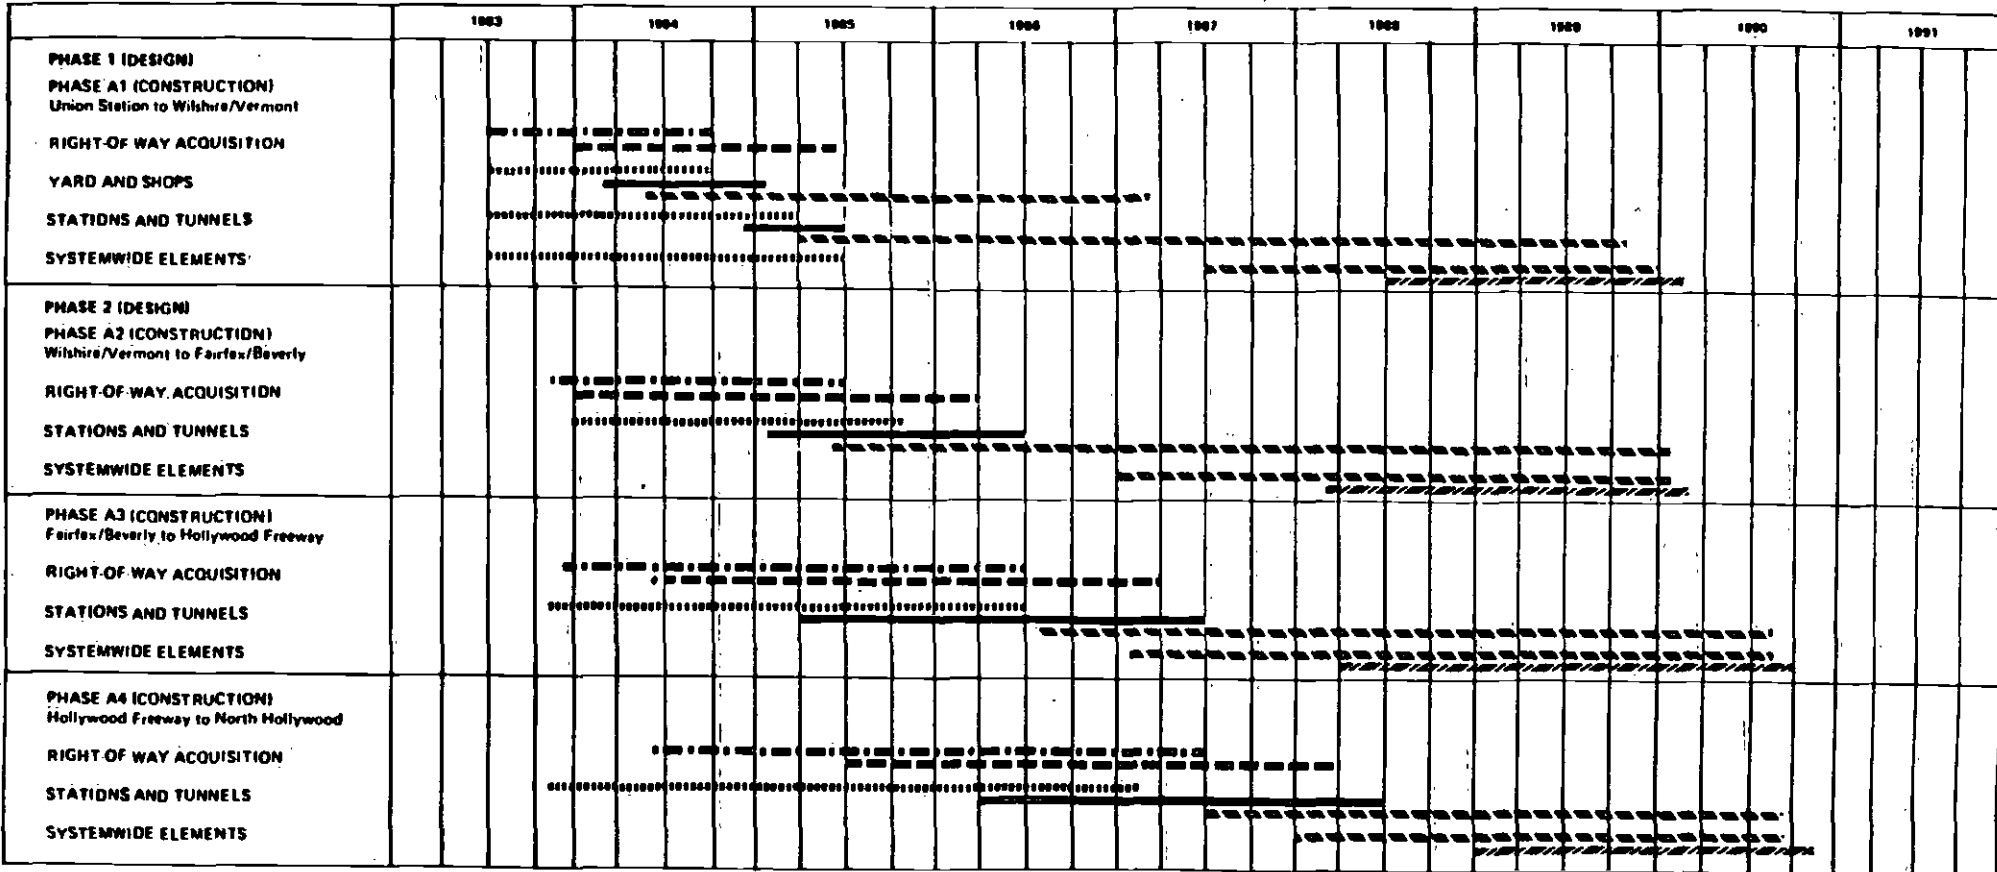 1983 1984 1985 1986 1987 1988 1989 1990 1991
PHASE 1 (DESIGN)
PHASE A1 (CONSTRUCTION)
Union Station to Wilshire/Vermont
RIGHT-OF WAY ACQUISITION
YARD AND SHOPS
STATIONS AND TUNNELS
SYSTEMWIDE ELEMENTS
PHASE 2 (DESIGN)
PHASE A2 (CONSTRUCTION)
Wilshire/Vermont to Fairfax/Beverly
RIGHT-OF-WAY ACQUISITION
STATIONS AND TUNNELS
SYSTEMWIDE ELEMENTS
PHASE A3 (CONSTRUCTION)
Fairfax/Beverly to Hollywood Freeway
RIGHT-OF WAY ACQUISITION
STATIONS AND TUNNELS
SYSTEMWIDE ELEMENTS
PHASE A4 (CONSTRUCTION)
Hollywood Freeway to North Hollywood
RIGHT-OF WAY ACQUISITION
STATIONS AND TUNNELS
SYSTEMWIDE ELEMENTS